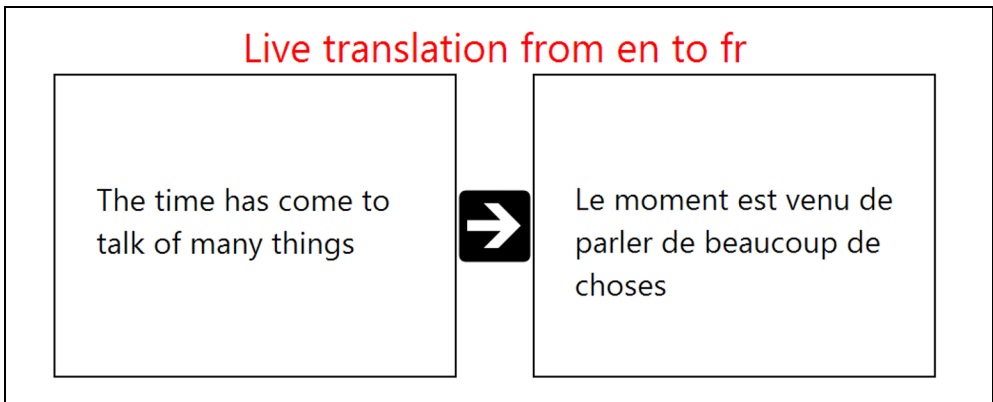 Live translation from en to fr
The time has come to
talk of many things
Le moment est venu de
parler de beaucoup de
choses